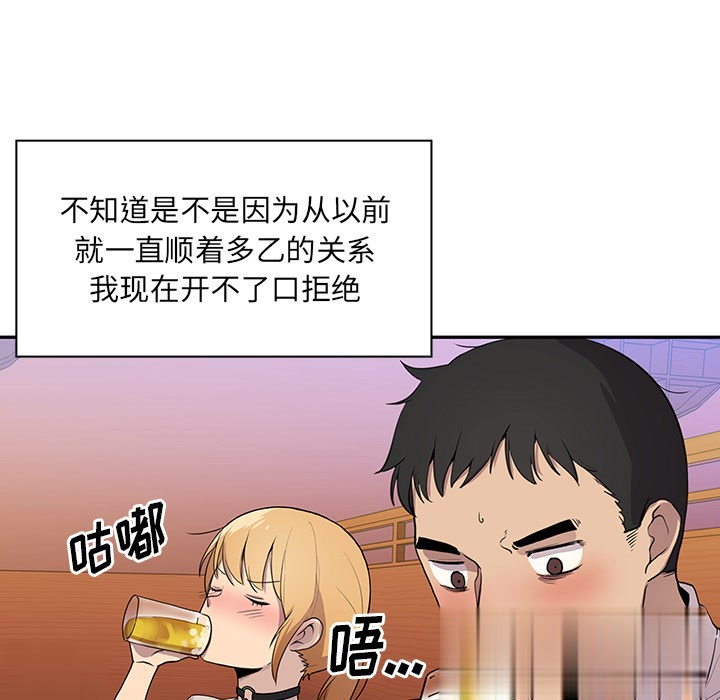 不知道是不是因为从以前
就一直顺着多乙的关系
我现在开不了口拒绝
咕嘟
唔...